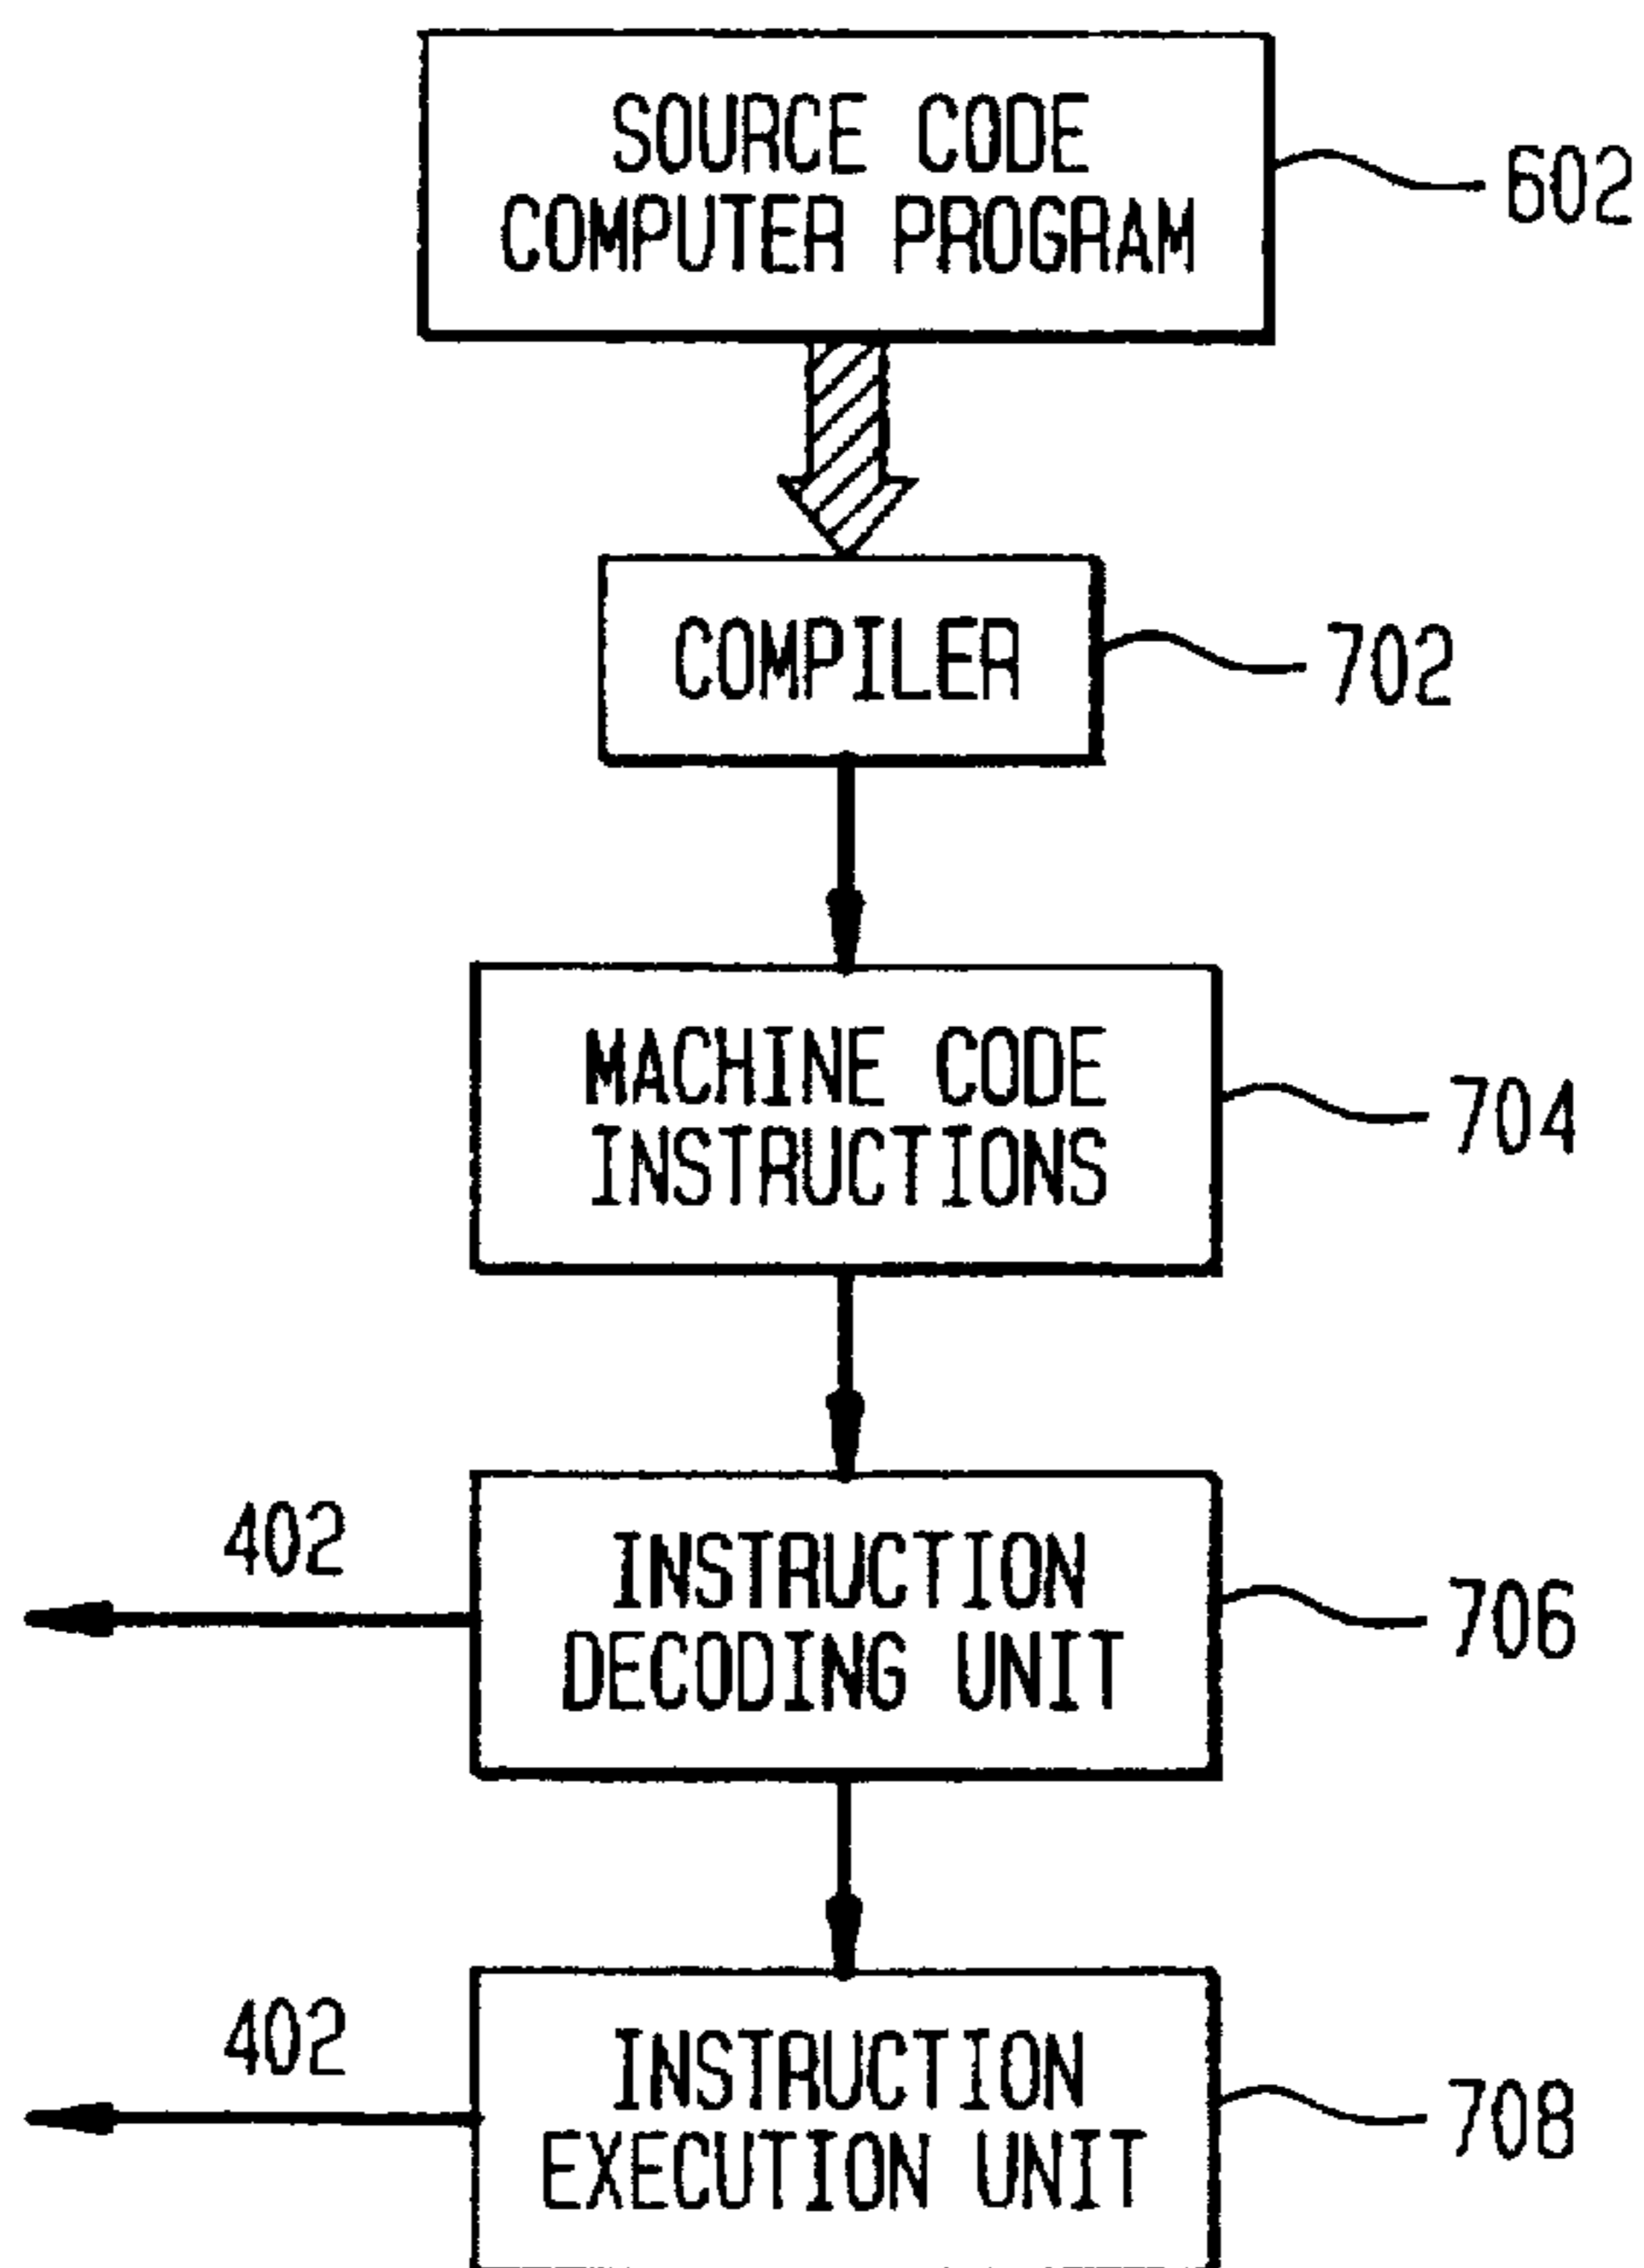 SOURCE CODE
COMPUTER PROGRAM
602
COMPILER
702
MACHINE CODE
INSTRUCTIONS
704
402
INSTRUCTION
DECODING UNIT
706
402
INSTRUCTION
EXECUTION UNIT
708